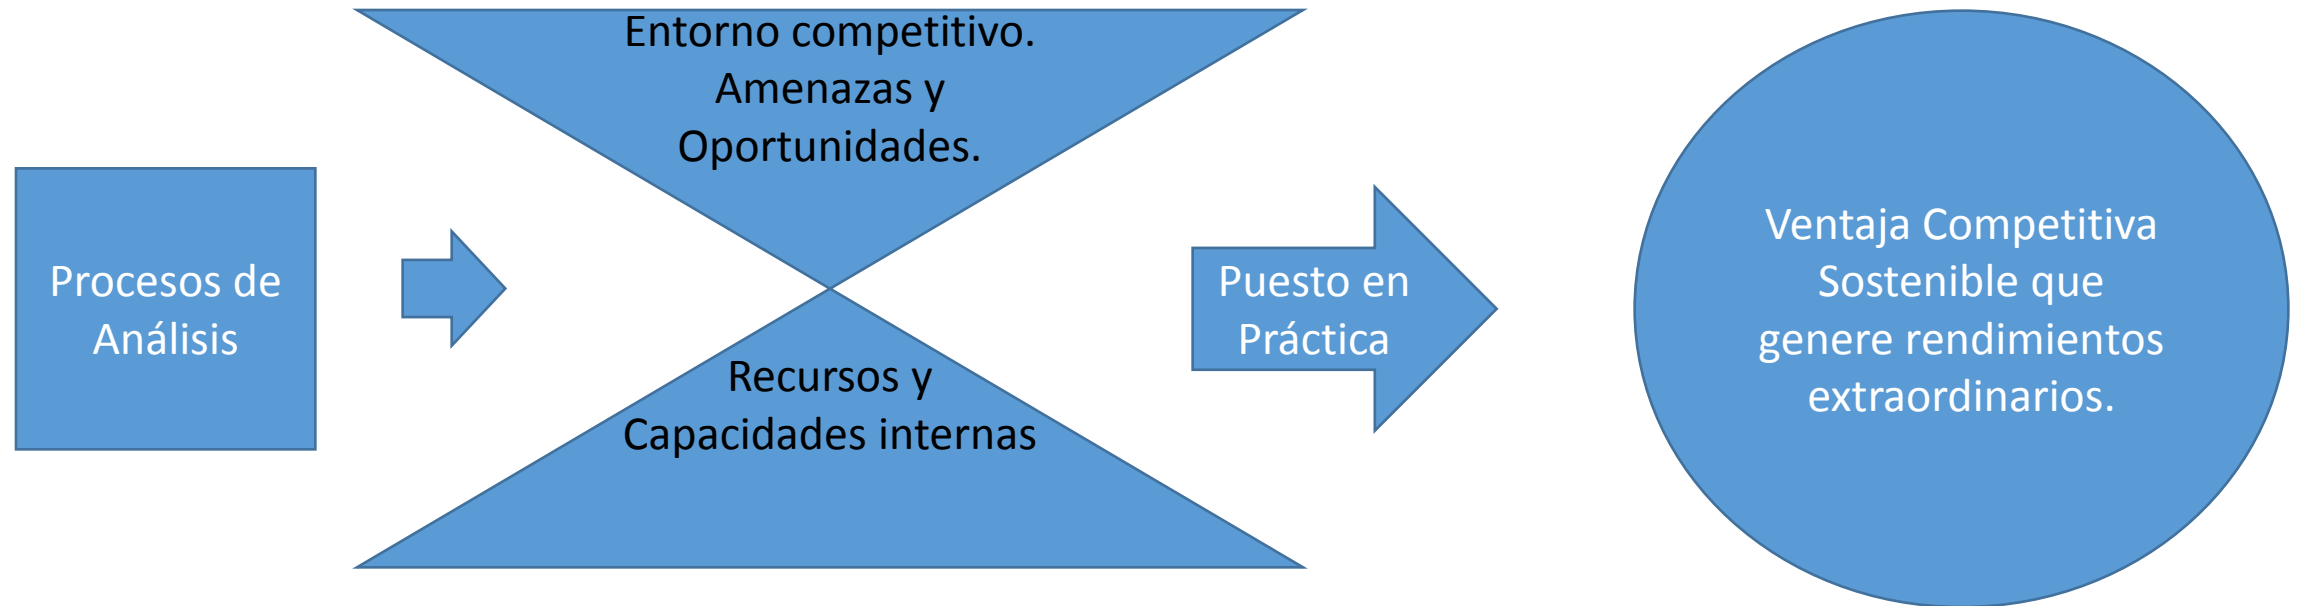 Procesos de
Análisis
Entorno competitivo.
Amenazas y
Oportunidades.
Recursos y
Capacidades internas
Puesto en
Práctica
Ventaja Competitiva
Sostenible que
genere rendimientos
extraordinarios.